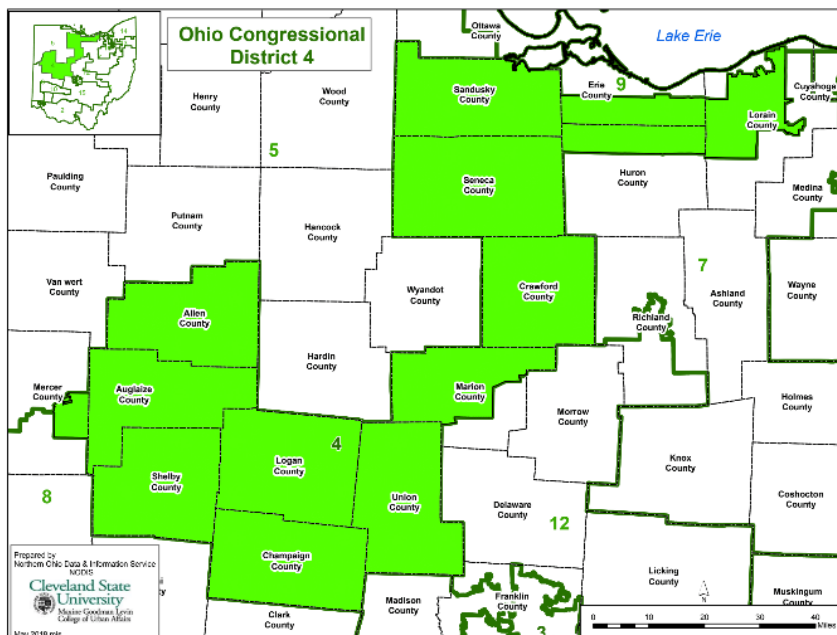 Ohio Congressional
District 4
Lake Erie
Ottawa
County
Henry
County
Wood
County
Sandusky
County
Erie
County
9
Cuyahoga
County
Lorain
County
5
Paulding
County
Putnam
County
Hancock
County
Seneca
County
Huron
County
Medina
County
Van wert
County
Allen
County
Wyandot
County
Crawford
County
7
Ashland
County
Wayne
County
Richland
County
Hardin
County
Mercer
County
Auglaize
County
Marion
County
Morrow
County
Holmes
County
Shelby
County
Logan
County
4
Union
County
Knox
County
Coshocton
County
8
Delaware
County
12
Champaign
County
Licking
County
Muskingum
County
Clark
County
Madison
County
Franklin
County
3
Prepared by
Northern Ohio Data & Information Service
NODIS
Cleveland State
University
Maxine Goodman Levin
College of Urban Affairs
N
0 10 20 30 40
Miles